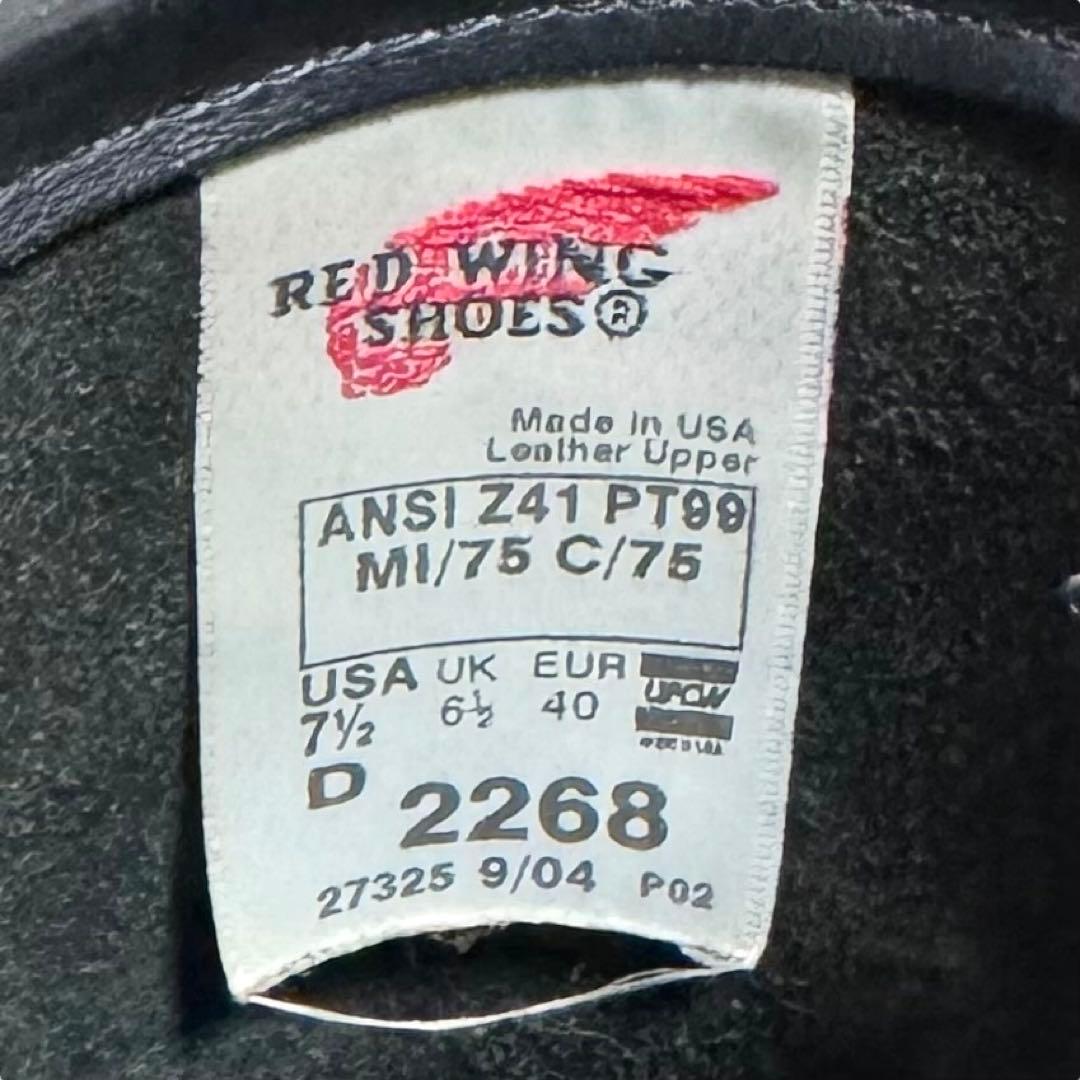 RED WING
SHOES®
Made In USA
Leather Upper
ANSI Z41 PT99
MI/75 C/75
USA UK EUR
7½ 6½ 40
UFCW
D 2268
27325 9/04 P02